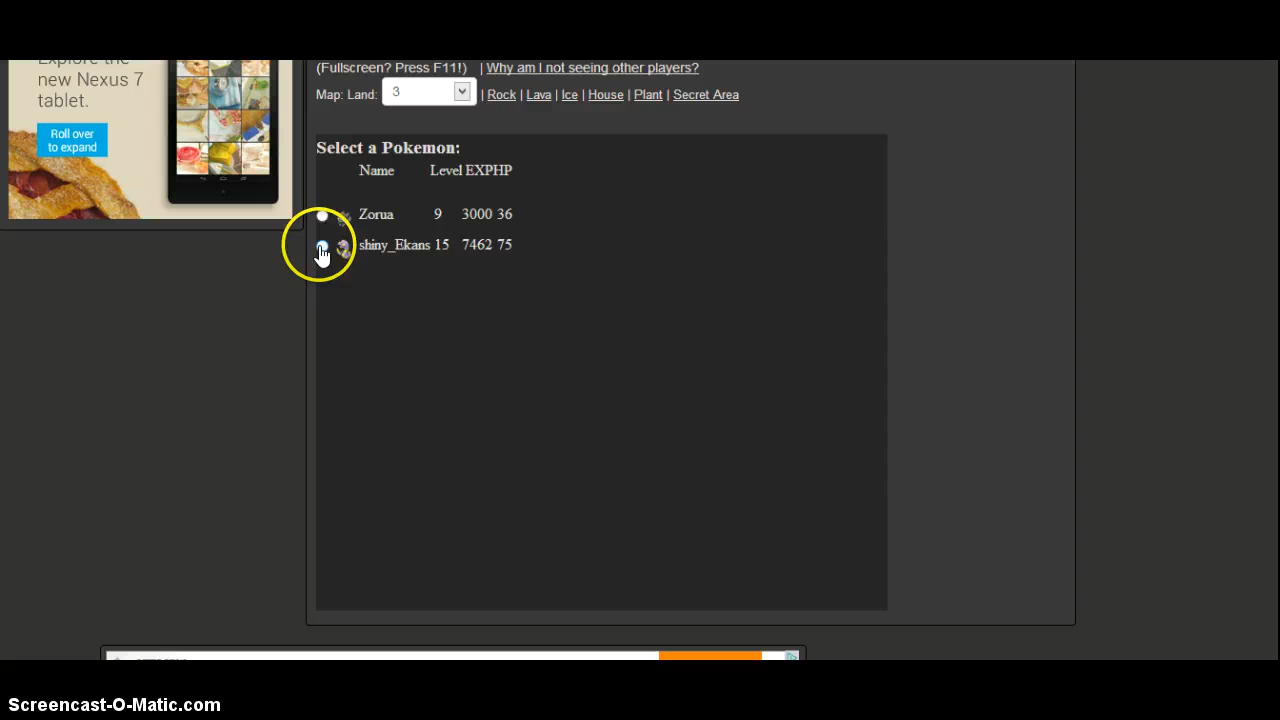 Explore the
new Nexus 7
tablet.
Roll over
to expand
(Fullscreen? Press F11!) | Why am I not seeing other players?
Map: Land: 3 | Rock | Lava | Ice | House | Plant | Secret Area
Select a Pokemon:
Name Level EXPHP
Zorua 9 3000 36
shiny_Ekans 15 7462 75
Screencast-O-Matic.com